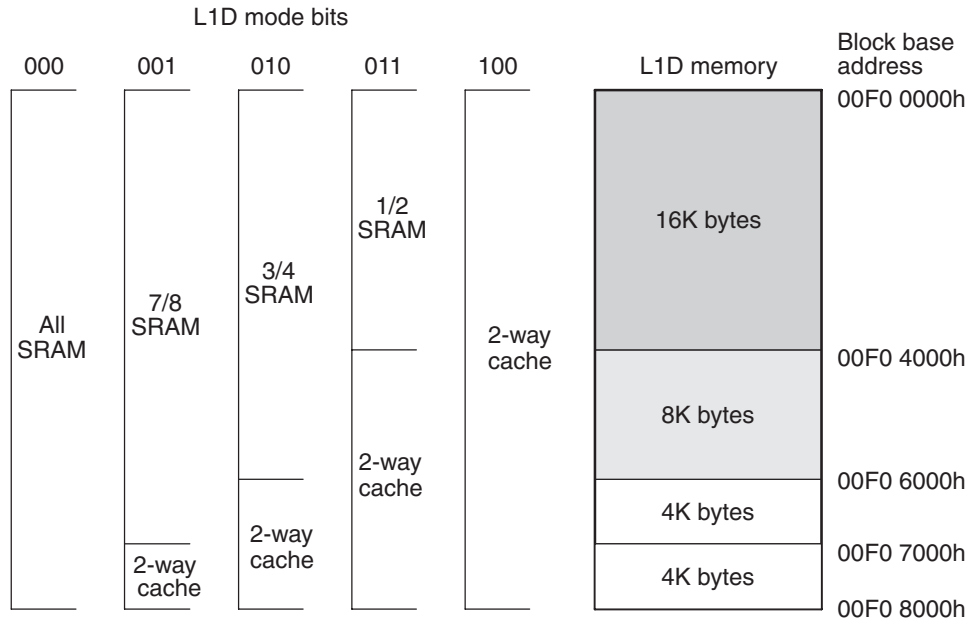 L1D mode bits
000 001 010 011 100 L1D memory
Block base
address
00F0 0000h
1/2
SRAM
16K bytes
3/4
SRAM
7/8
SRAM
All
SRAM
2-way
cache
00F0 4000h
8K bytes
2-way
cache
00F0 6000h
4K bytes
2-way
cache
00F0 7000h
2-way
cache
4K bytes
00F0 8000h